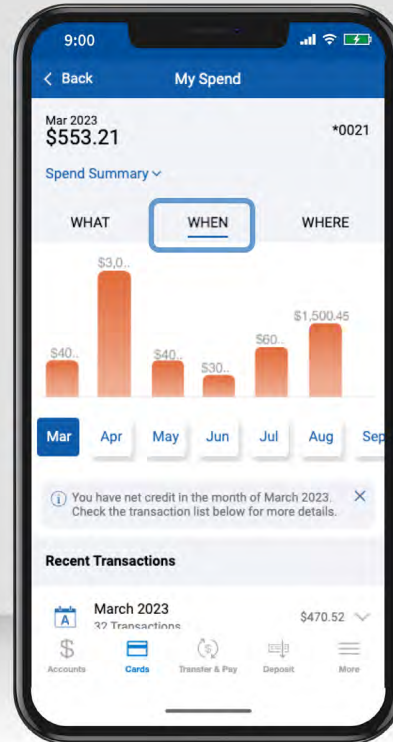 9:00
Back
My Spend
Mar 2023
$553.21
*0021
Spend Summary
WHAT WHEN WHERE
$40.. $3,0.. $40.. $30.. $60.. $1,500.45
Mar Apr May Jun Jul Aug Sep
You have net credit in the month of March 2023.
Check the transaction list below for more details.
Recent Transactions
A
March 2023
$470.52
32 Transactions
Accounts Cards Transfer & Pay Deposit More